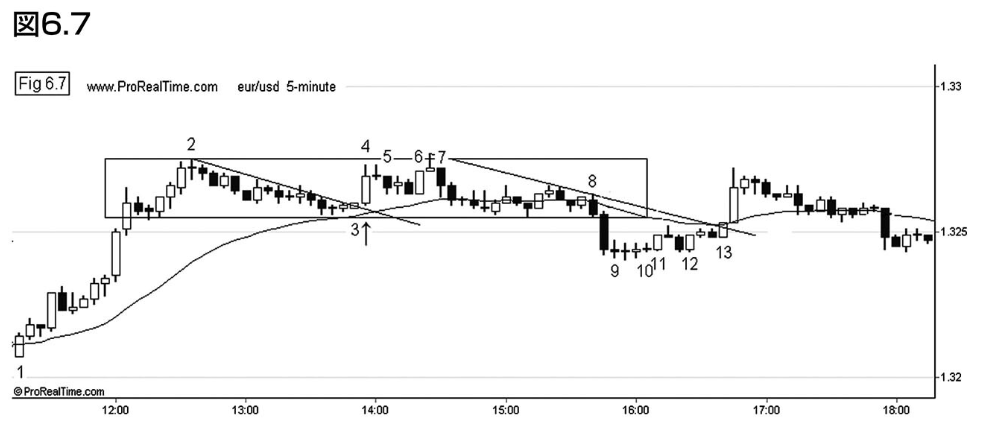 図6.7
Fig 6.7 www.ProRealTime.com eur/usd 5-minute
1.33
2
4
5 6 7
8
3
1.325
9 10 11 12 13
1
1.32
©ProRealTime.com
12:00 13:00 14:00 15:00 16:00 17:00 18:00